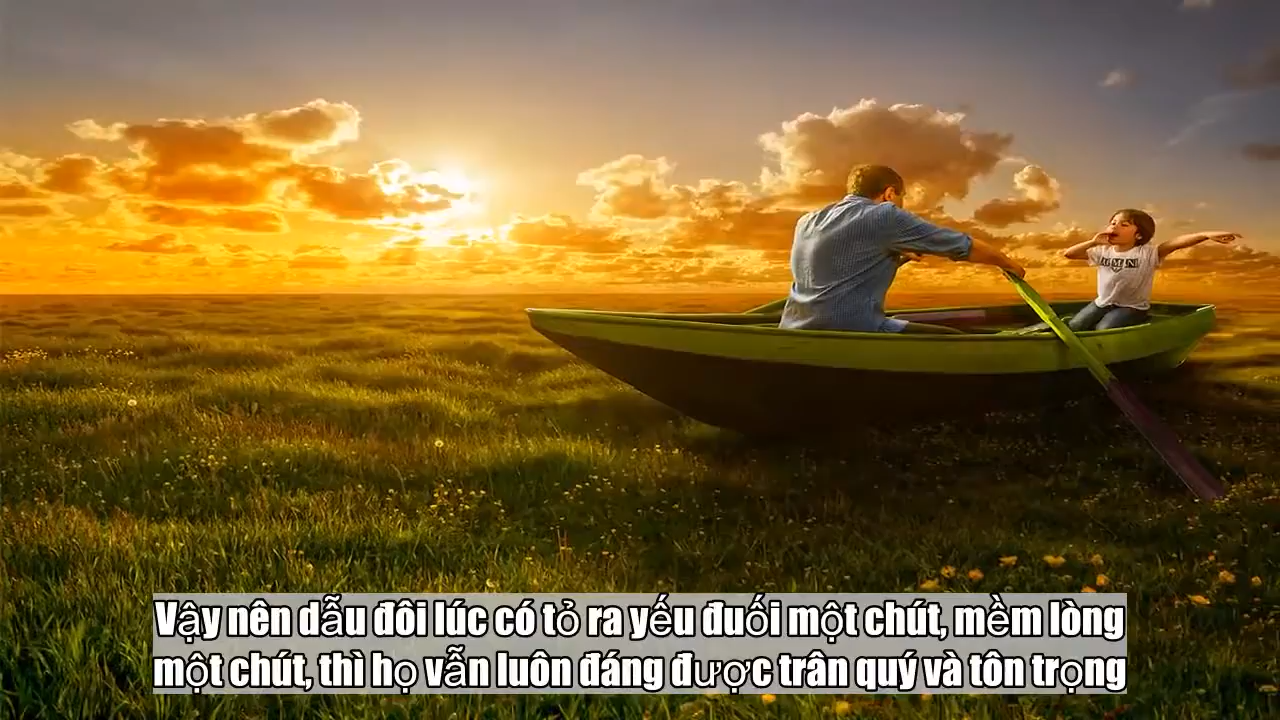 Vậy nên dẫu đôi lúc có tỏ ra yếu đuối một chút, mềm lòng
một chút, thì họ vẫn luôn đáng được trân quý và tôn trọng